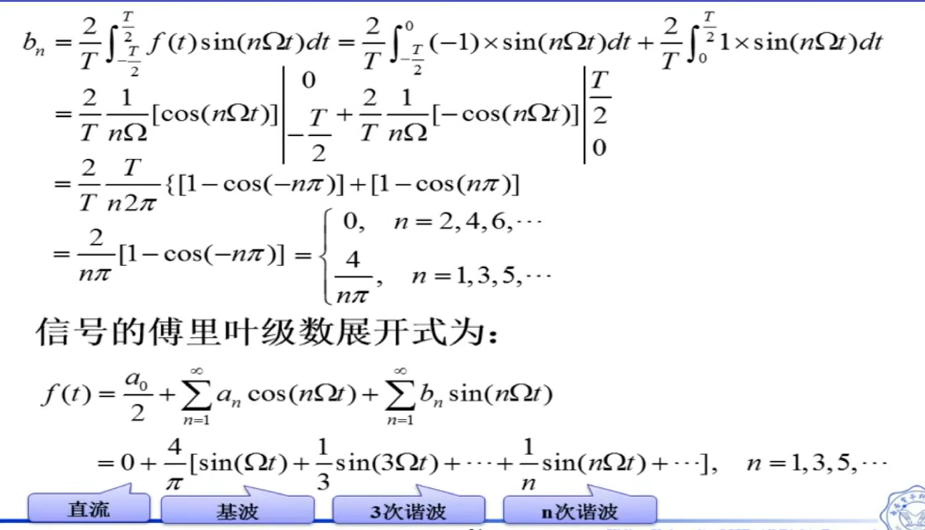 b_n = \frac{2}{T}\int_{-\frac{T}{2}}^{\frac{T}{2}} f(t)\sin(n\Omega t)dt = \frac{2}{T}\int_{-\frac{T}{2}}^{0}(-1)\times\sin(n\Omega t)dt + \frac{2}{T}\int_{0}^{\frac{T}{2}}1\times\sin(n\Omega t)dt
= \frac{2}{T}\frac{1}{n\Omega}[\cos(n\Omega t)]\Big|_{-\frac{T}{2}}^{0} + \frac{2}{T}\frac{1}{n\Omega}[-\cos(n\Omega t)]\Big|_{0}^{\frac{T}{2}}
= \frac{2}{T}\frac{T}{n2\pi}\{[1-\cos(-n\pi)]+[1-\cos(n\pi)]
= \frac{2}{n\pi}[1-\cos(-n\pi)] = \begin{cases} 0, & n=2,4,6,\cdots \\ \frac{4}{n\pi}, & n=1,3,5,\cdots \end{cases}
信号的傅里叶级数展开式为：
f(t) = \frac{a_0}{2} + \sum_{n=1}^{\infty} a_n\cos(n\Omega t) + \sum_{n=1}^{\infty} b_n\sin(n\Omega t)
= 0 + \frac{4}{\pi}[\sin(\Omega t)+\frac{1}{3}\sin(3\Omega t)+\cdots+\frac{1}{n}\sin(n\Omega t)+\cdots], n=1,3,5,\cdots
直流 基波 3次谐波 n次谐波